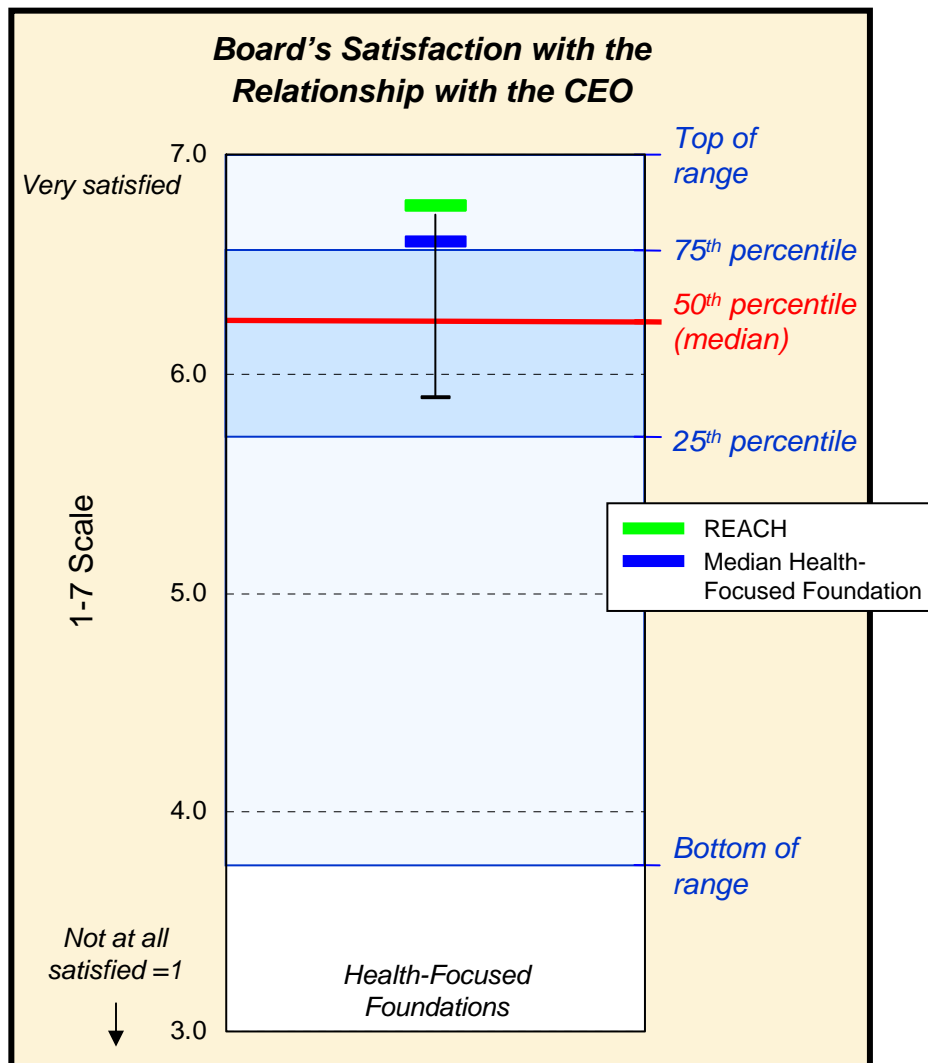 Board’s Satisfaction with the
Relationship with the CEO
7.0
Very satisfied
Top of
range
75th percentile
50th percentile
(median)
6.0
25th percentile
1-7 Scale
REACH
Median Health-
Focused Foundation
5.0
4.0
Bottom of
range
Not at all
satisfied =1
Health-Focused
Foundations
3.0